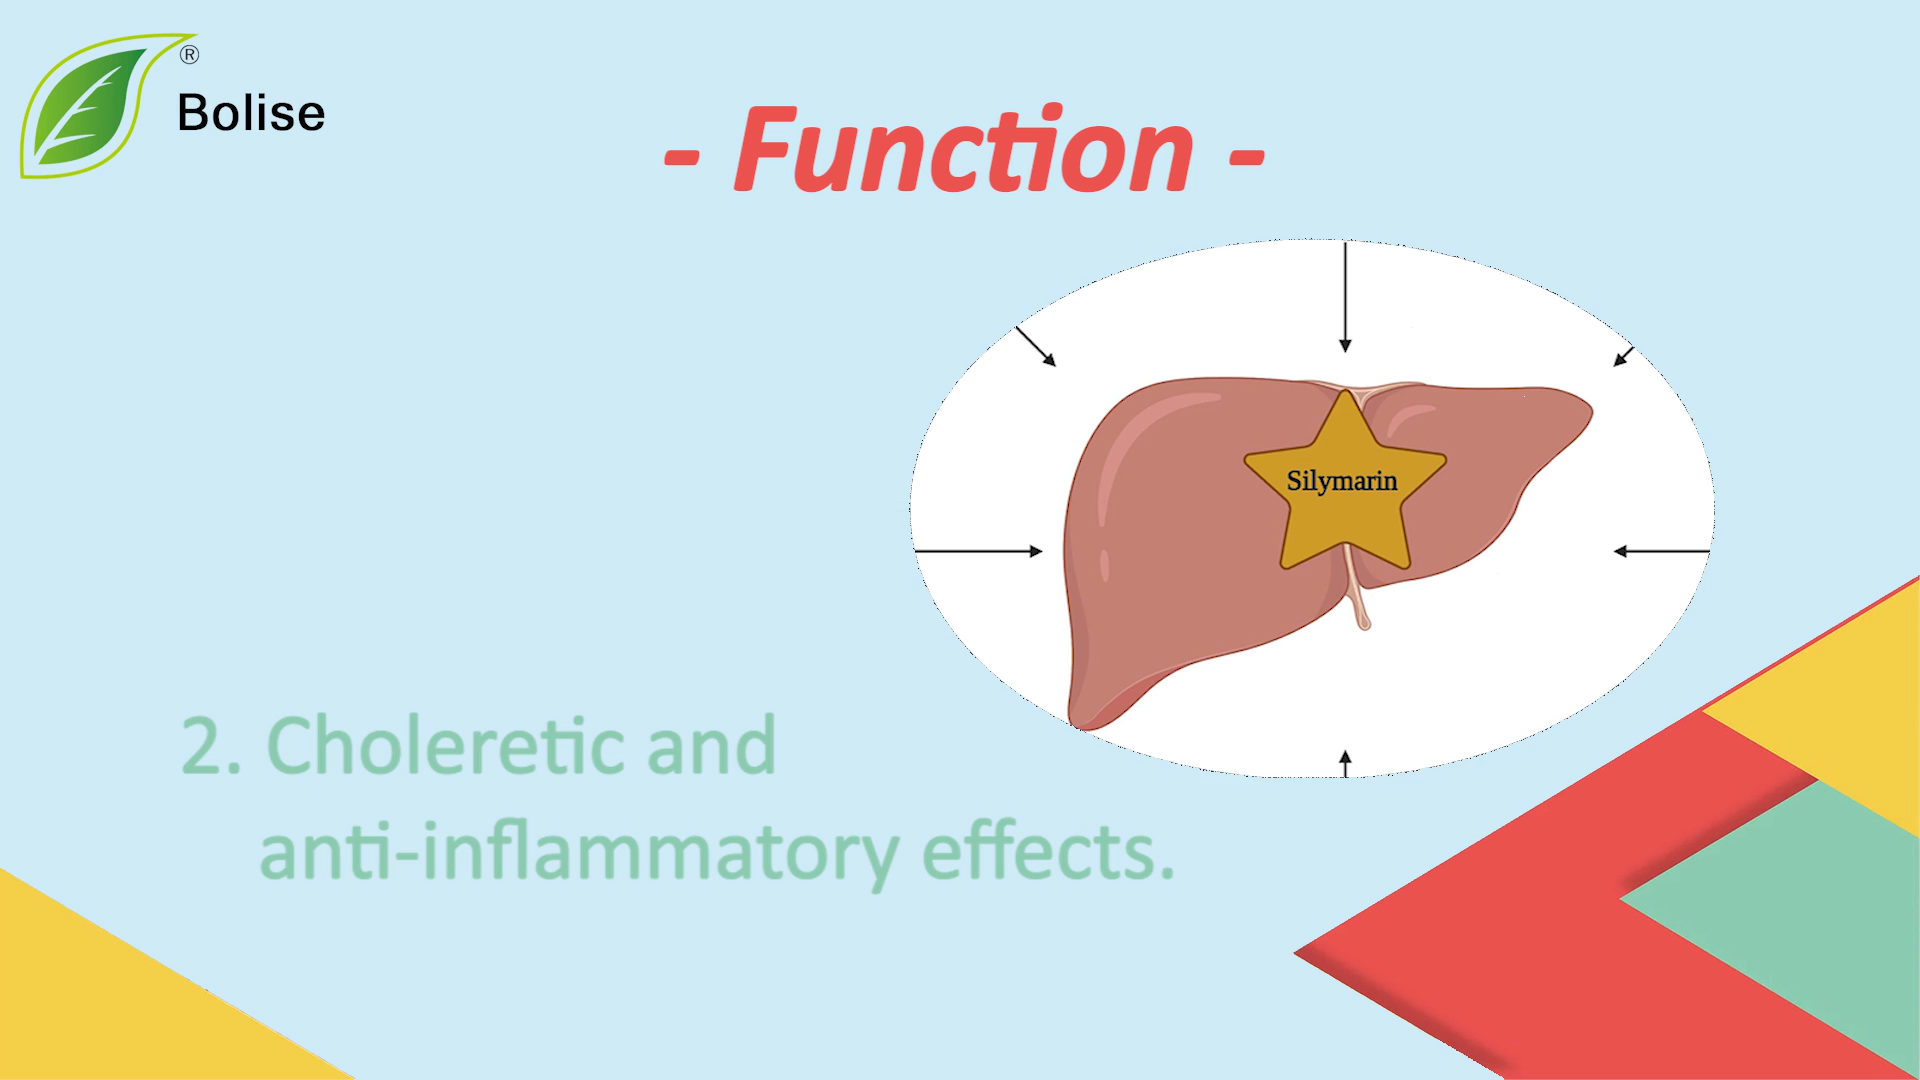 ®
Bolise
- Function -
Silymarin
2. Choleretic and
anti-inflammatory effects.